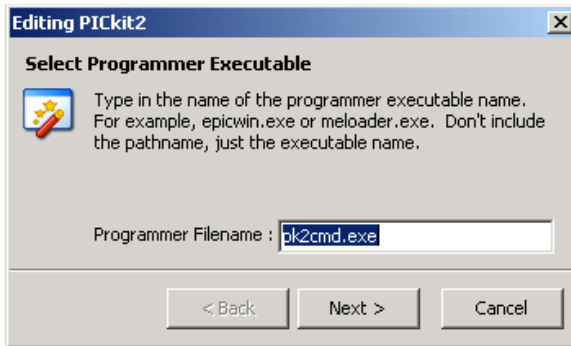 Editing PICkit2
Select Programmer Executable
Type in the name of the programmer executable name.
For example, epicwin.exe or meloader.exe. Don't include
the pathname, just the executable name.
Programmer Filename : pk2cmd.exe
< Back
Next >
Cancel